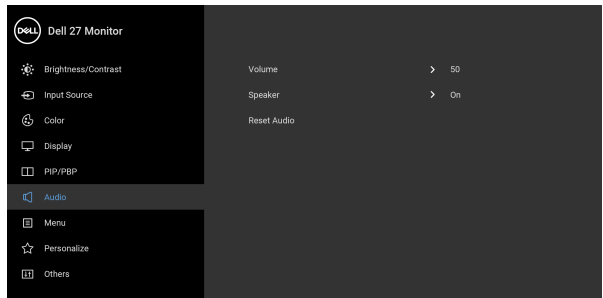 DELL Dell 27 Monitor
Brightness/Contrast
Input Source
Color
Display
PIP/PBP
Audio
Menu
Personalize
Others
Volume 50
Speaker On
Reset Audio